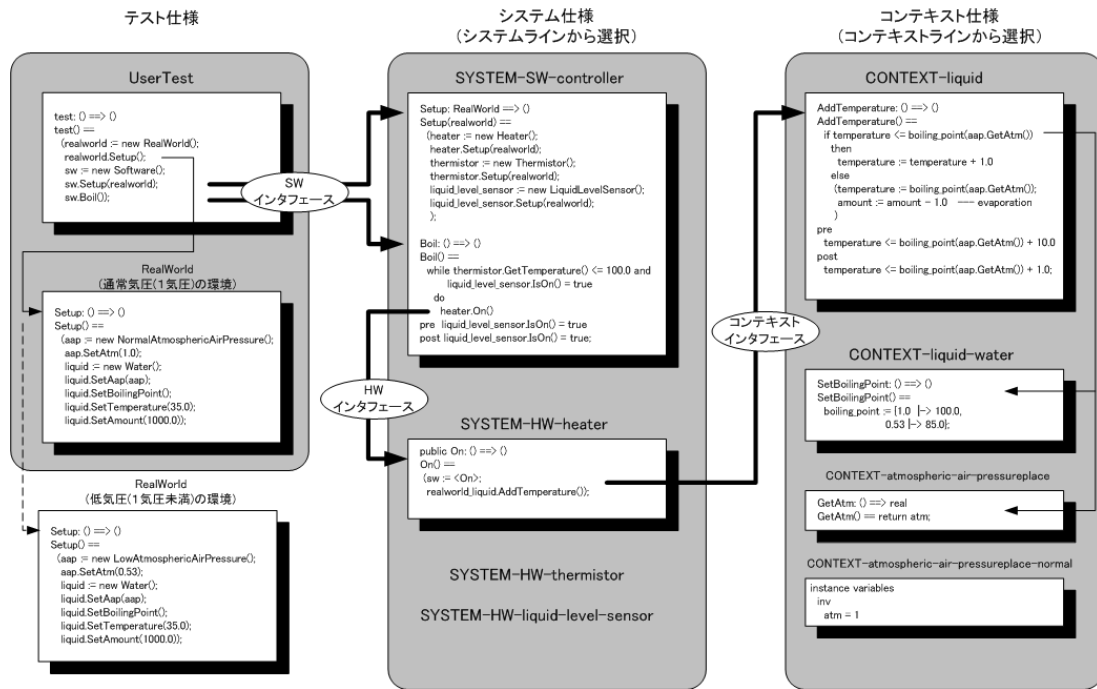 テスト仕様
UserTest
test: () ==> ()
test() ==
(realworld := new RealWorld();
realworld.Setup();
sw := new Software();
sw.Setup(realworld);
sw.Boil());
RealWorld
(通常気圧(1気圧)の環境)
Setup: () ==> ()
Setup() ==
(aap := new NormalAtmosphericAirPressure();
aap.SetAtm(1.0);
liquid := new Water();
liquid.SetAap(aap);
liquid.SetBoilingPoint();
liquid.SetTemperature(35.0);
liquid.SetAmount(1000.0));
RealWorld
(低気圧(1気圧未満)の環境)
Setup: () ==> ()
Setup() ==
(aap := new LowAtmosphericAirPressure();
aap.SetAtm(0.53);
liquid := new Water();
liquid.SetAap(aap);
liquid.SetBoilingPoint();
liquid.SetTemperature(35.0);
liquid.SetAmount(1000.0));
SW
インタフェース
システム仕様
(システムラインから選択)
SYSTEM-SW-controller
Setup: RealWorld ==> ()
Setup(realworld) ==
(heater := new Heater();
heater.Setup(realworld);
thermistor := new Thermistor();
thermistor.Setup(realworld);
liquid_level_sensor := new LiquidLevelSensor();
liquid_level_sensor.Setup(realworld);
);
Boil: () ==> ()
Boil() ==
while thermistor.GetTemperature() <= 100.0 and
liquid_level_sensor.IsOn() = true
do
heater.On()
pre liquid_level_sensor.IsOn() = true
post liquid_level_sensor.IsOn() = true;
HW
インタフェース
SYSTEM-HW-heater
public On: () ==> ()
On() ==
(sw := <On>;
realworld_liquid.AddTemperature());
SYSTEM-HW-thermistor
SYSTEM-HW-liquid-level-sensor
コンテキスト
インタフェース
コンテキスト仕様
(コンテキストラインから選択)
CONTEXT-liquid
AddTemperature: () ==> ()
AddTemperature() ==
if temperature <= boiling_point(aap.GetAtm())
then
temperature := temperature + 1.0
else
(temperature := boiling_point(aap.GetAtm());
amount := amount - 1.0 --- evaporation
)
pre
temperature <= boiling_point(aap.GetAtm()) + 10.0
post
temperature <= boiling_point(aap.GetAtm()) + 1.0;
CONTEXT-liquid-water
SetBoilingPoint: () ==> ()
SetBoilingPoint() ==
boiling_point := {1.0 |-> 100.0,
0.53 |-> 85.0};
CONTEXT-atmospheric-air-pressureplace
GetAtm: () ==> real
GetAtm() == return atm;
CONTEXT-atmospheric-air-pressureplace-normal
instance variables
inv
atm = 1